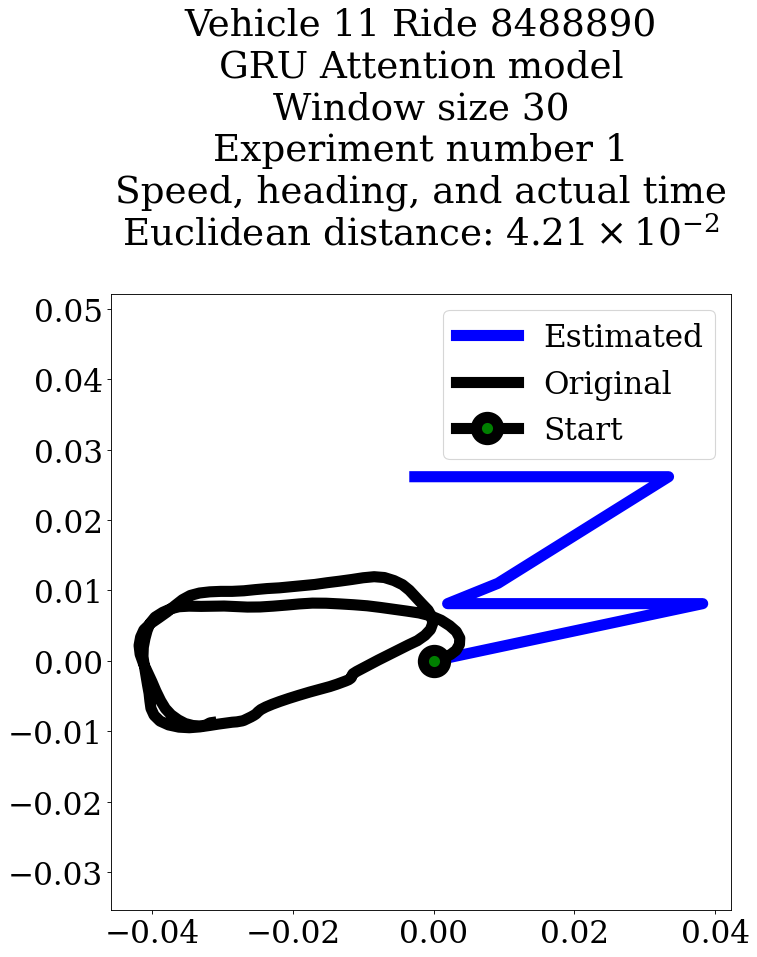 Vehicle 11 Ride 8488890
GRU Attention model
Window size 30
Experiment number 1
Speed, heading, and actual time
Euclidean distance: 4.21 × 10⁻²
Estimated
Original
Start
0.05
0.04
0.03
0.02
0.01
0.00
−0.01
−0.02
−0.03
−0.04 −0.02 0.00 0.02 0.04